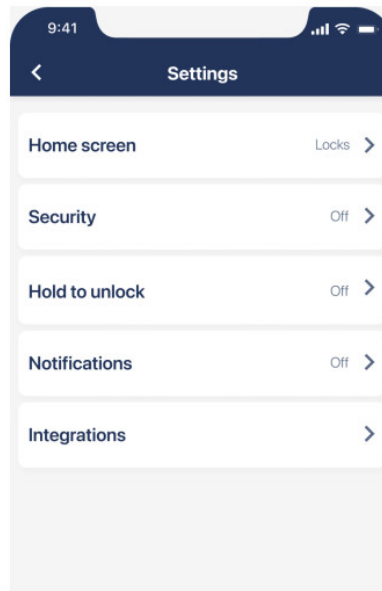 9:41
Settings
Home screen Locks
Security Off
Hold to unlock Off
Notifications Off
Integrations